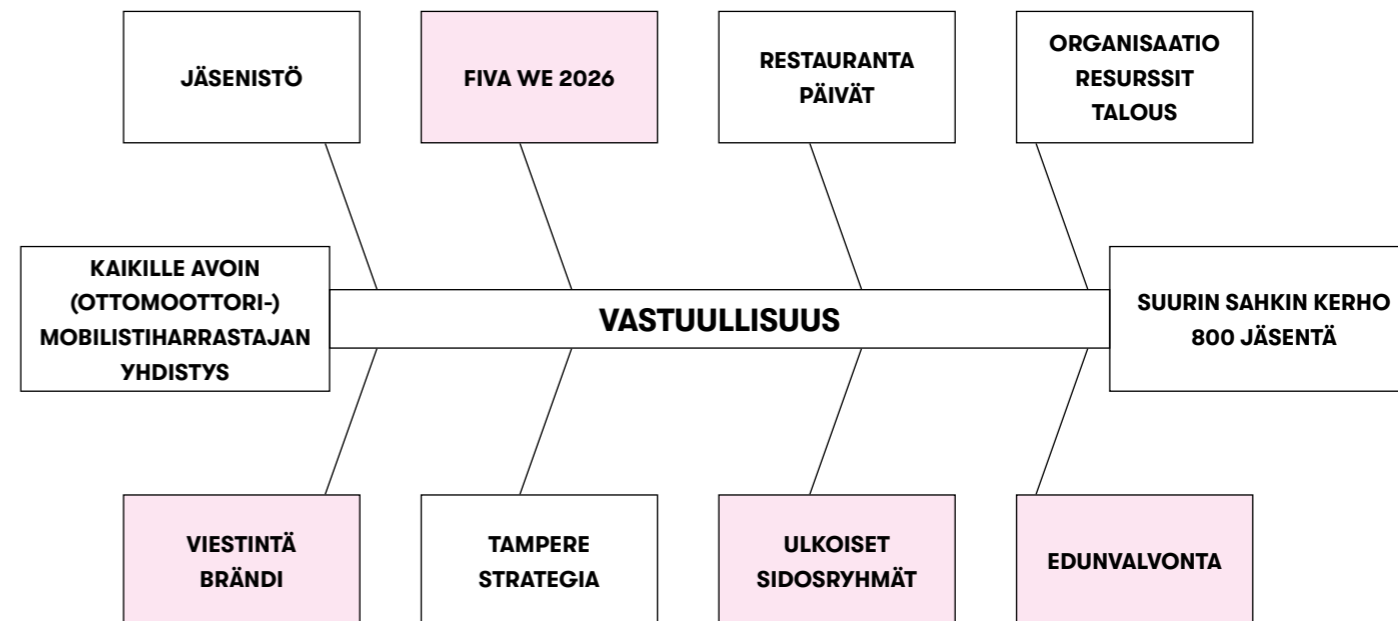 JÄSENISTÖ
FIVA WE 2026
RESTAURANTA
PÄIVÄT
ORGANISAATIO
RESURSSIT
TALOUS
KAIKILLE AVOIN
(OTTOMOOTTORI-)
MOBILISTIHARRASTAJAN
YHDISTYS
VASTUULLISUUS
SUURIN SAHKIN KERHO
800 JÄSENTÄ
VIESTINTÄ
BRÄNDI
TAMPERE
STRATEGIA
ULKOISET
SIDOSRYHMÄT
EDUNVALVONTA